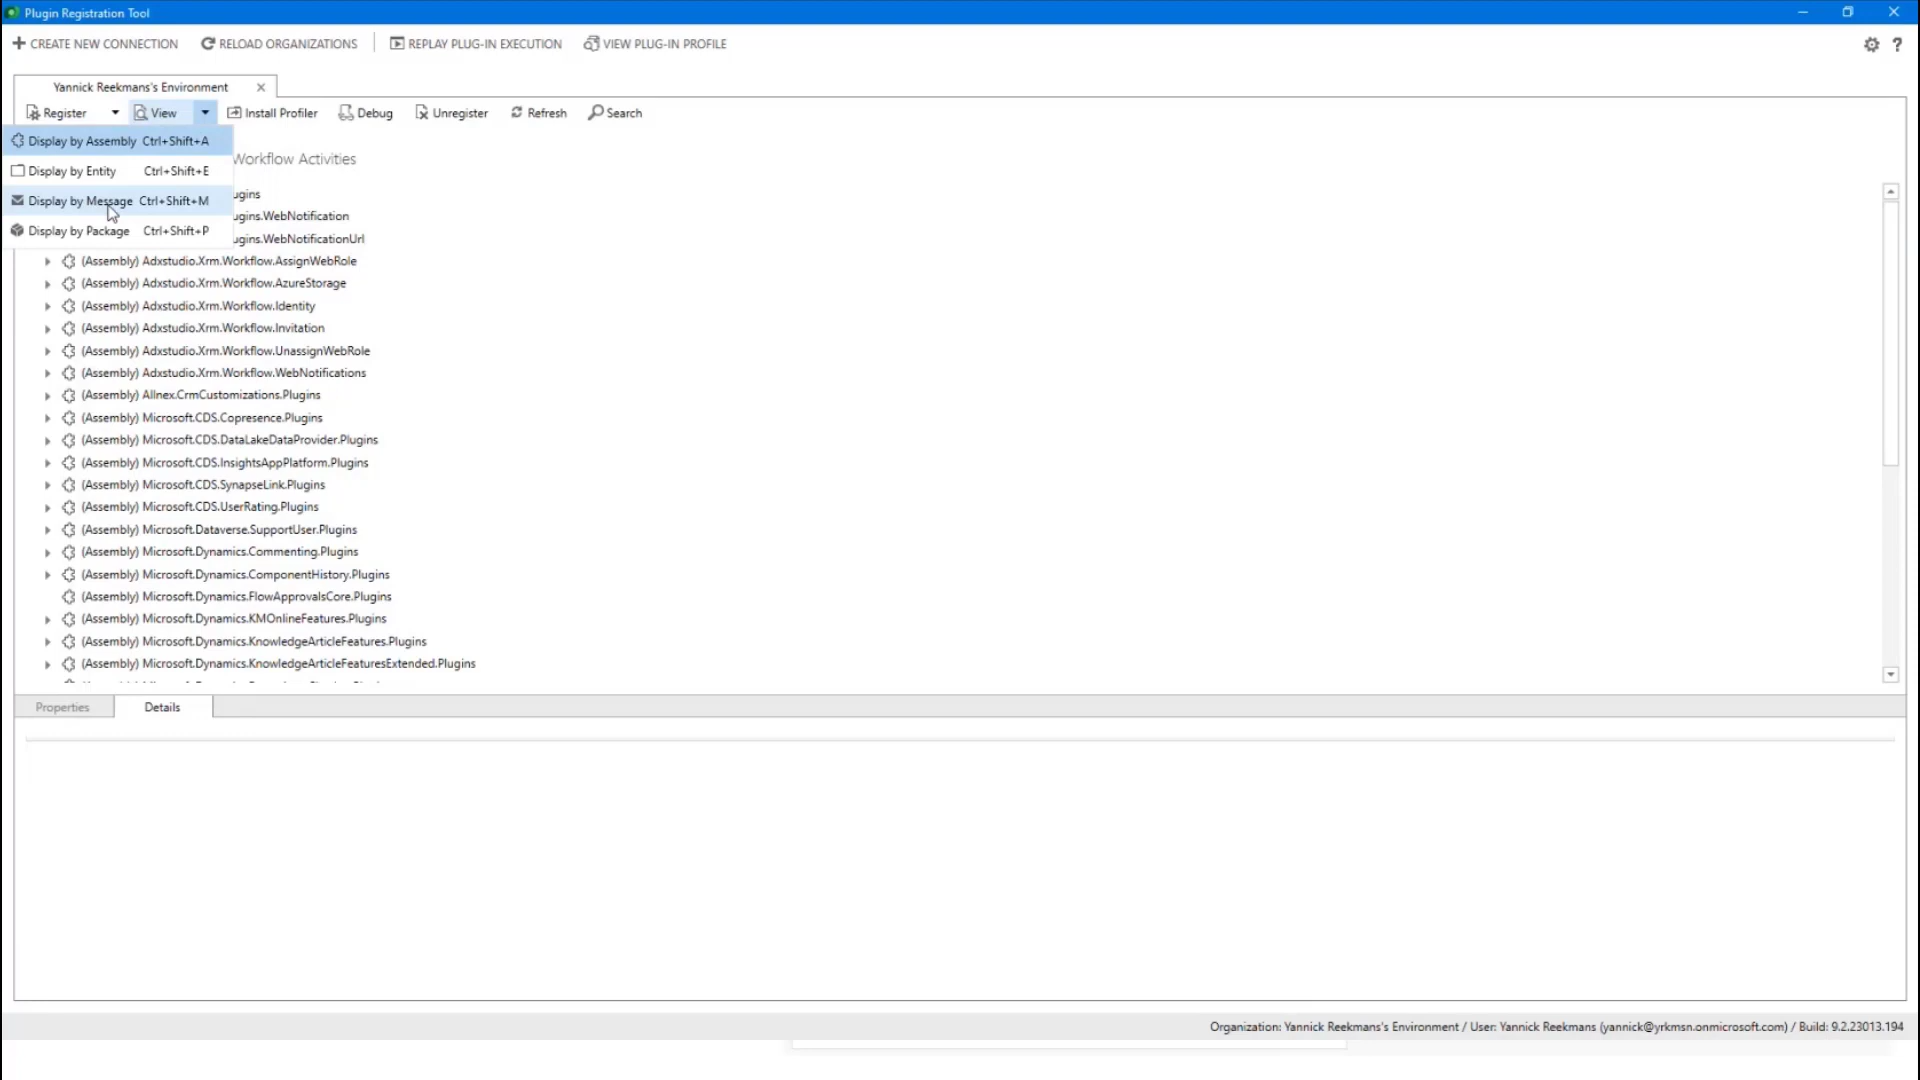 Plugin Registration Tool
CREATE NEW CONNECTION RELOAD ORGANIZATIONS REPLAY PLUG-IN EXECUTION VIEW PLUG-IN PROFILE
Yannick Reekmans's Environment
Register View Install Profiler Debug Unregister Refresh Search
Display by Assembly Ctrl+Shift+A
Display by Entity Ctrl+Shift+E
Display by Message Ctrl+Shift+M
Display by Package Ctrl+Shift+P
Workflow Activities
ugins
ugins.WebNotification
ugins.WebNotificationUrl
(Assembly) Adxstudio.Xrm.Workflow.AssignWebRole
(Assembly) Adxstudio.Xrm.Workflow.AzureStorage
(Assembly) Adxstudio.Xrm.Workflow.Identity
(Assembly) Adxstudio.Xrm.Workflow.Invitation
(Assembly) Adxstudio.Xrm.Workflow.UnassignWebRole
(Assembly) Adxstudio.Xrm.Workflow.WebNotifications
(Assembly) Allnex.CrmCustomizations.Plugins
(Assembly) Microsoft.CDS.Copresence.Plugins
(Assembly) Microsoft.CDS.DataLakeDataProvider.Plugins
(Assembly) Microsoft.CDS.InsightsAppPlatform.Plugins
(Assembly) Microsoft.CDS.SynapseLink.Plugins
(Assembly) Microsoft.CDS.UserRating.Plugins
(Assembly) Microsoft.Dataverse.SupportUser.Plugins
(Assembly) Microsoft.Dynamics.Commenting.Plugins
(Assembly) Microsoft.Dynamics.ComponentHistory.Plugins
(Assembly) Microsoft.Dynamics.FlowApprovalsCore.Plugins
(Assembly) Microsoft.Dynamics.KMOnlineFeatures.Plugins
(Assembly) Microsoft.Dynamics.KnowledgeArticleFeatures.Plugins
(Assembly) Microsoft.Dynamics.KnowledgeArticleFeaturesExtended.Plugins
Properties Details
Organization: Yannick Reekmans's Environment / User: Yannick Reekmans (yannick@yrkmsn.onmicrosoft.com) / Build: 9.2.23013.194